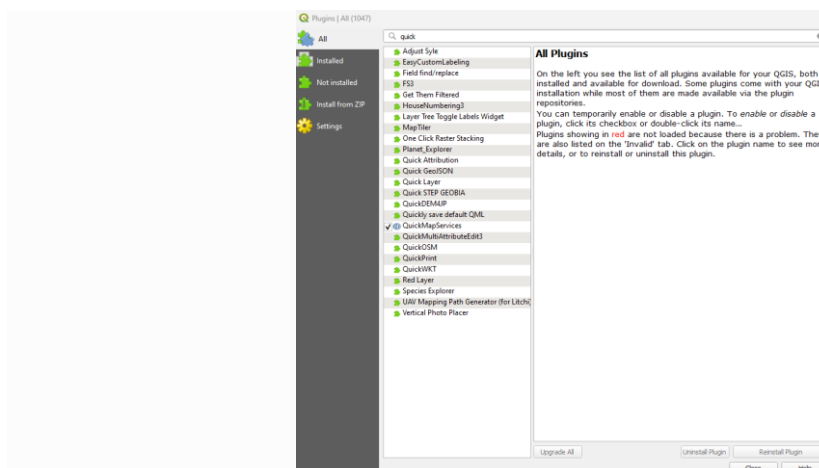 Plugins | All (1047)
All
Installed
Not installed
Install from ZIP
Settings
quick
Adjust Syle
EasyCustomLabeling
Field find/replace
FS3
Get Them Filtered
HouseNumbering3
Layer Tree Toggle Labels Widget
MapTiler
One Click Raster Stacking
Planet_Explorer
Quick Attribution
Quick GeoJSON
Quick Layer
Quick STEP GEOBIA
QuickDEM4JP
Quickly save default QML
QuickMapServices
QuickMultiAttributeEdit3
QuickOSM
QuickPrint
QuickWKT
Red Layer
Species Explorer
UAV Mapping Path Generator (for Litchi)
Vertical Photo Placer
All Plugins
On the left you see the list of all plugins available for your QGIS, both
installed and available for download. Some plugins come with your QGI
installation while most of them are made available via the plugin
repositories.
You can temporarily enable or disable a plugin. To enable or disable a
plugin, click its checkbox or double-click its name...
Plugins showing in red are not loaded because there is a problem. The
are also listed on the 'Invalid' tab. Click on the plugin name to see mor
details, or to reinstall or uninstall this plugin.
Upgrade All
Uninstall Plugin
Reinstall Plugin
Close
Help